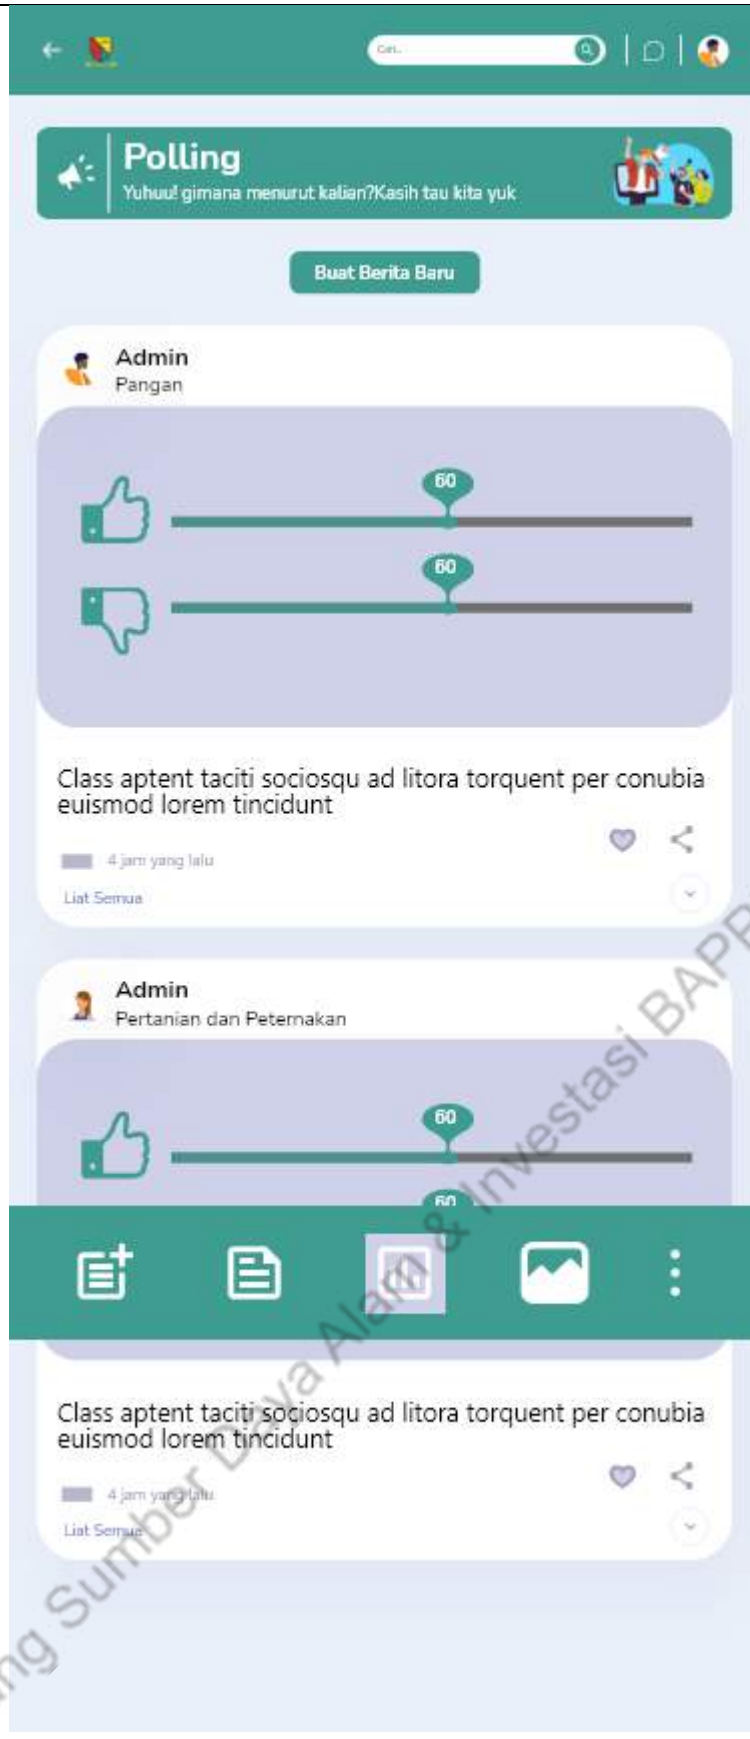 Cari..
Polling
Yuhuu! gimana menurut kalian?Kasih tau kita yuk
Buat Berita Baru
Admin
Pangan
60
60
Class aptent taciti sociosqu ad litora torquent per conubia
euismod lorem tincidunt
4 jam yang lalu
Liat Semua
Admin
Pertanian dan Peternakan
60
60
Class aptent taciti sociosqu ad litora torquent per conubia
euismod lorem tincidunt
4 jam yang lalu
Liat Semua
Sumber Daya Alam & Investasi